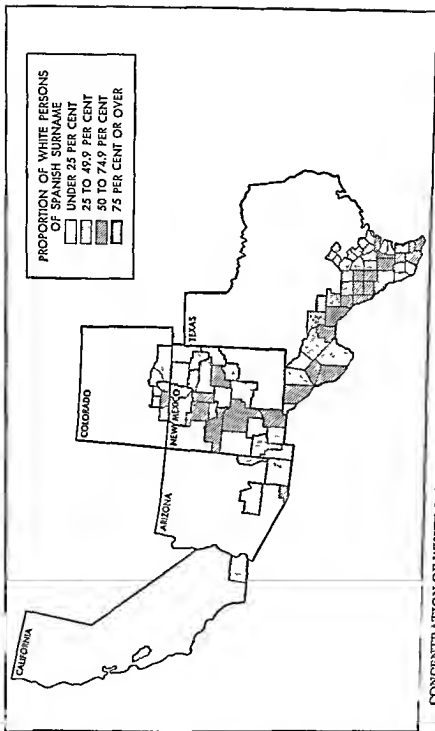 PROPORTION OF WHITE PERSONS
OF SPANISH SURNAME
UNDER 25 PER CENT
25 TO 49.9 PER CENT
50 TO 74.9 PER CENT
75 PER CENT OR OVER
CALIFORNIA
ARIZONA
COLORADO
NEW MEXICO
TEXAS
CONCENTRATION OF